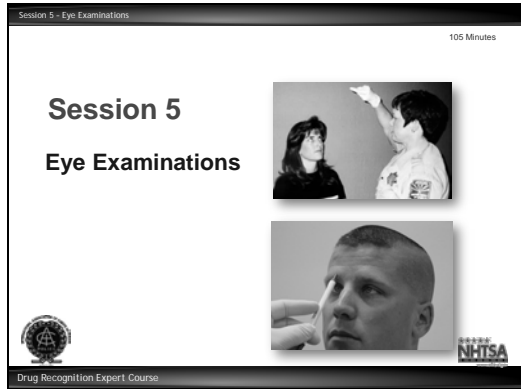 Session 5 - Eye Examinations
105 Minutes
Session 5
Eye Examinations
NHTSA
Drug Recognition Expert Course